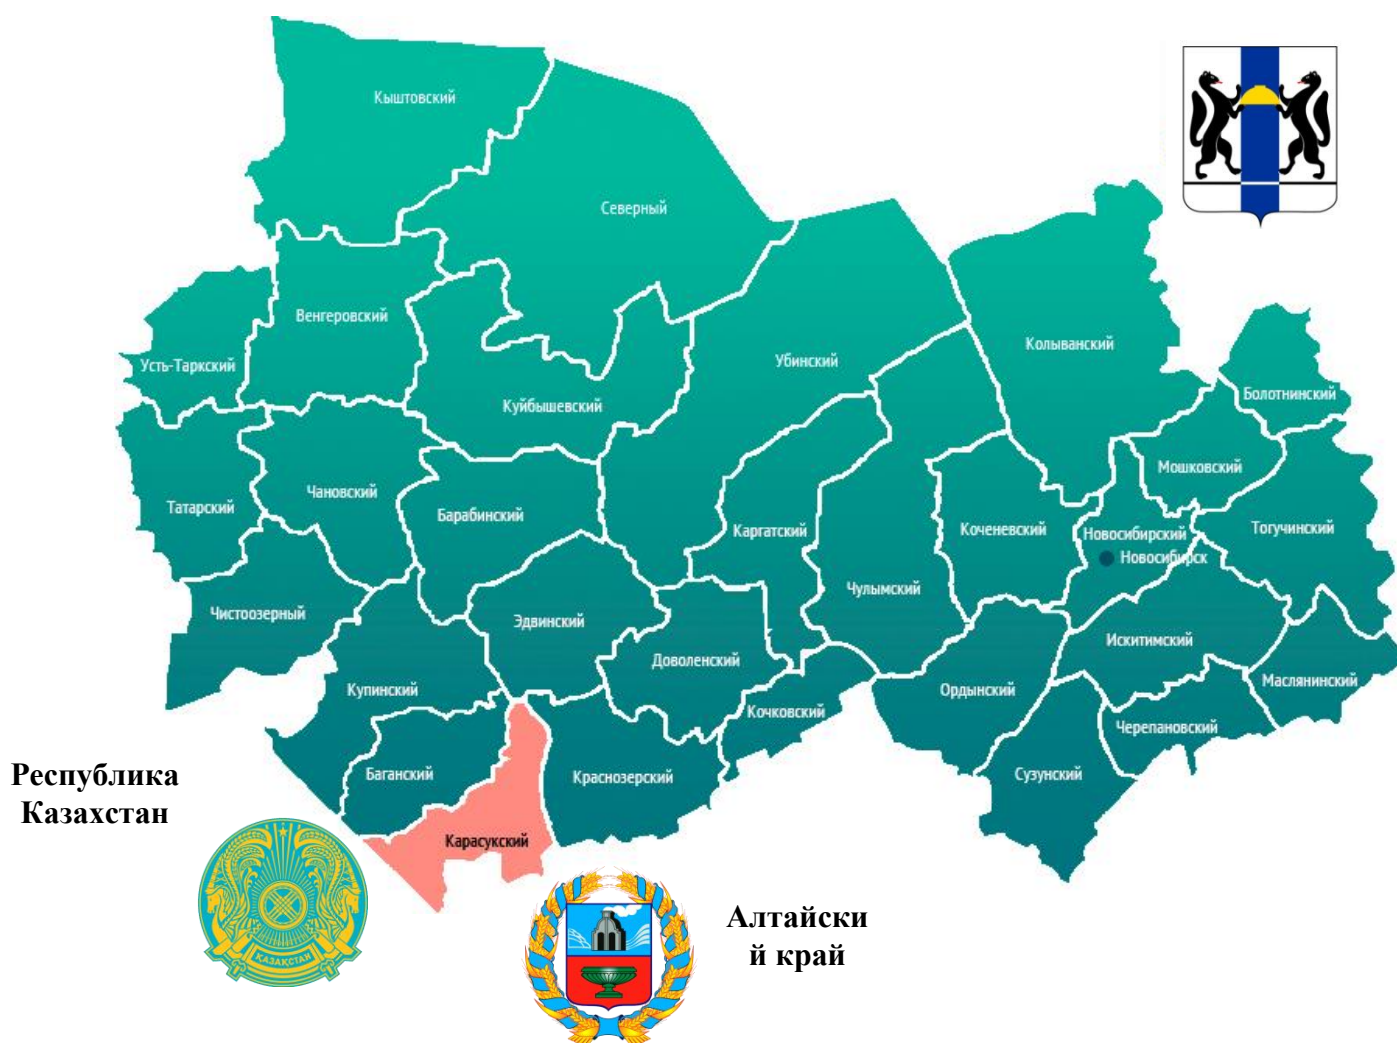 Кыштовский
Северный
Венгеровский
Усть-Таркский
Убинский
Колыванский
Куйбышевский
Болотнинский
Мошковский
Чановский
Татарский
Барабинский
Каргатский
Коченевский
Новосибирский
Тогучинский
Новосибирск
Чулымский
Чистоозерный
Эдвинский
Искитимский
Доволенский
Купинский
Ордынский
Маслянинский
Кочковский
Черепановский
Баганский
Краснозерский
Сузунский
Республика
Казахстан
Карасукский
Алтайски
й край
ҚАЗАҚСТАН